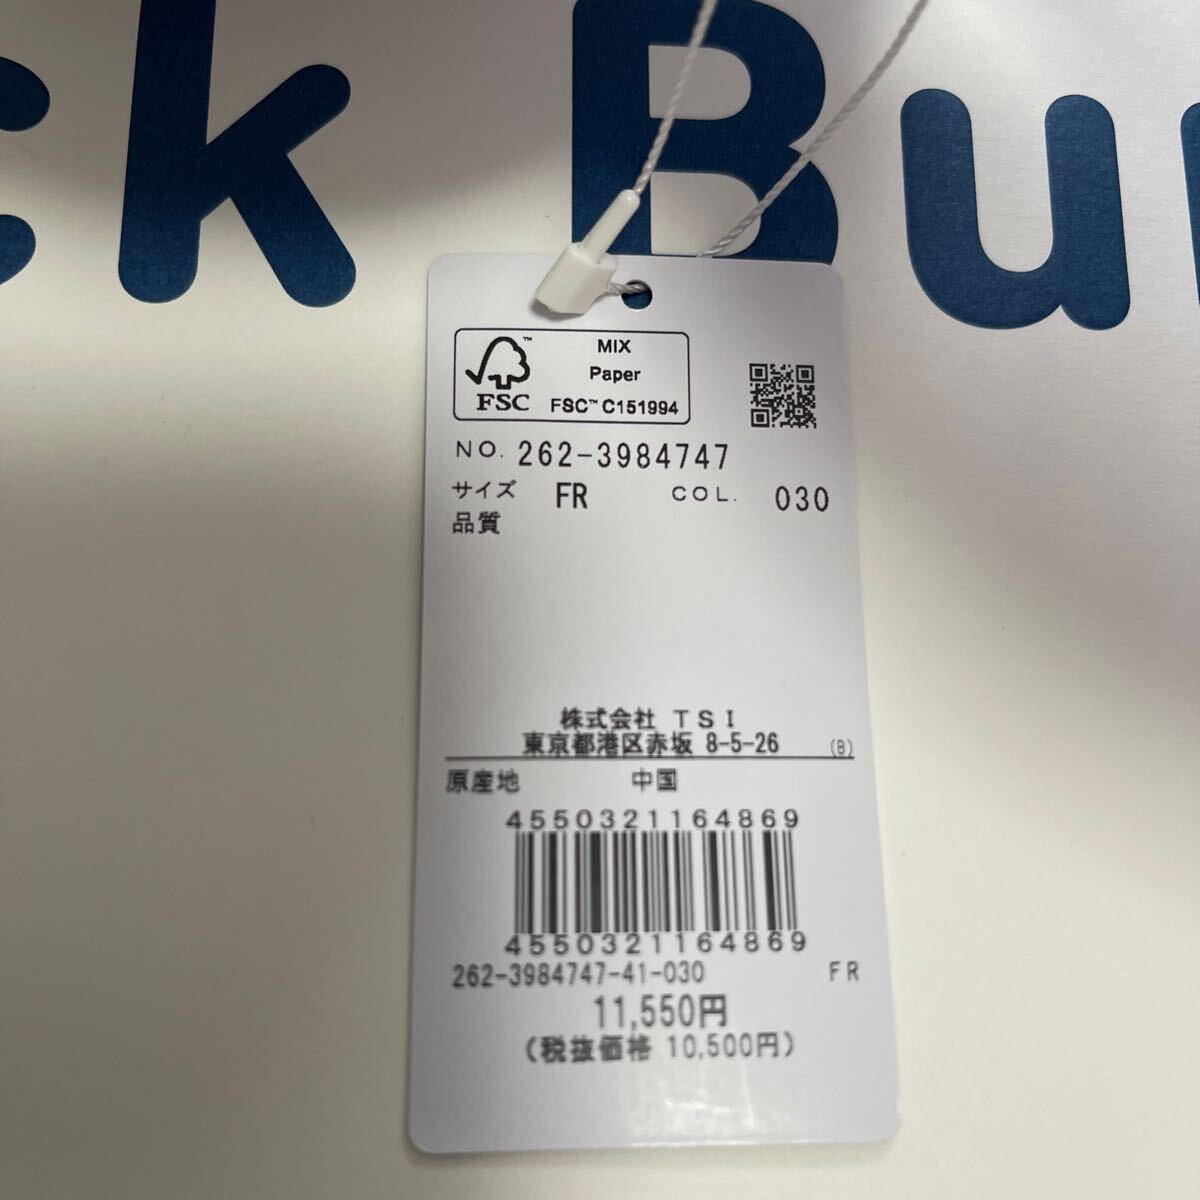 ck Bu
MIX
Paper
FSC™ C151994
FSC
NO. 262-3984747
サイズ FR COL. 030
品質
株式会社 TSI
東京都港区赤坂 8-5-26 (B)
原産地 中国
4550321164869
4550321164869
262-3984747-41-030 FR
11,550円
(税抜価格 10,500円)